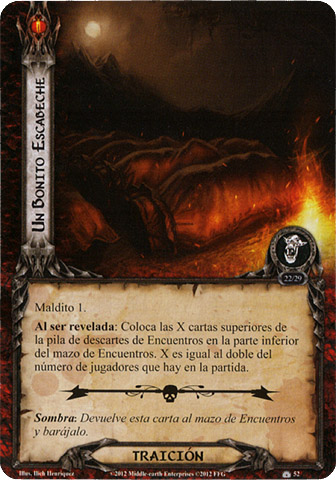 UN BONITO ESCABECHE
22/29
Maldito 1.
Al ser revelada: Coloca las X cartas superiores de
la pila de descartes de Encuentros en la parte inferior
del mazo de Encuentros. X es igual al doble del
número de jugadores que hay en la partida.
Sombra: Devuelve esta carta al mazo de Encuentros
y barájalo.
TRAICIÓN
Illus. Ilich Henriquez
©2012 Middle-earth Enterprises ©2012 FFG
52